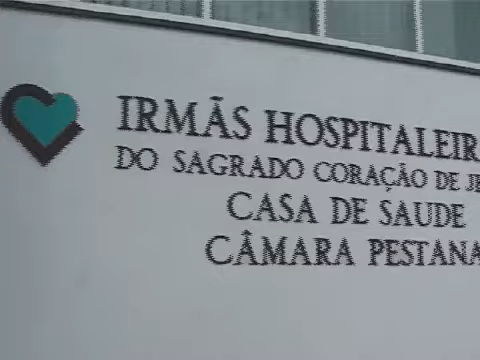 IRMÃS HOSPITALEIR
DO SAGRADO CORAÇÃO DE JE
CASA DE SAUDE
CÂMARA PESTANA